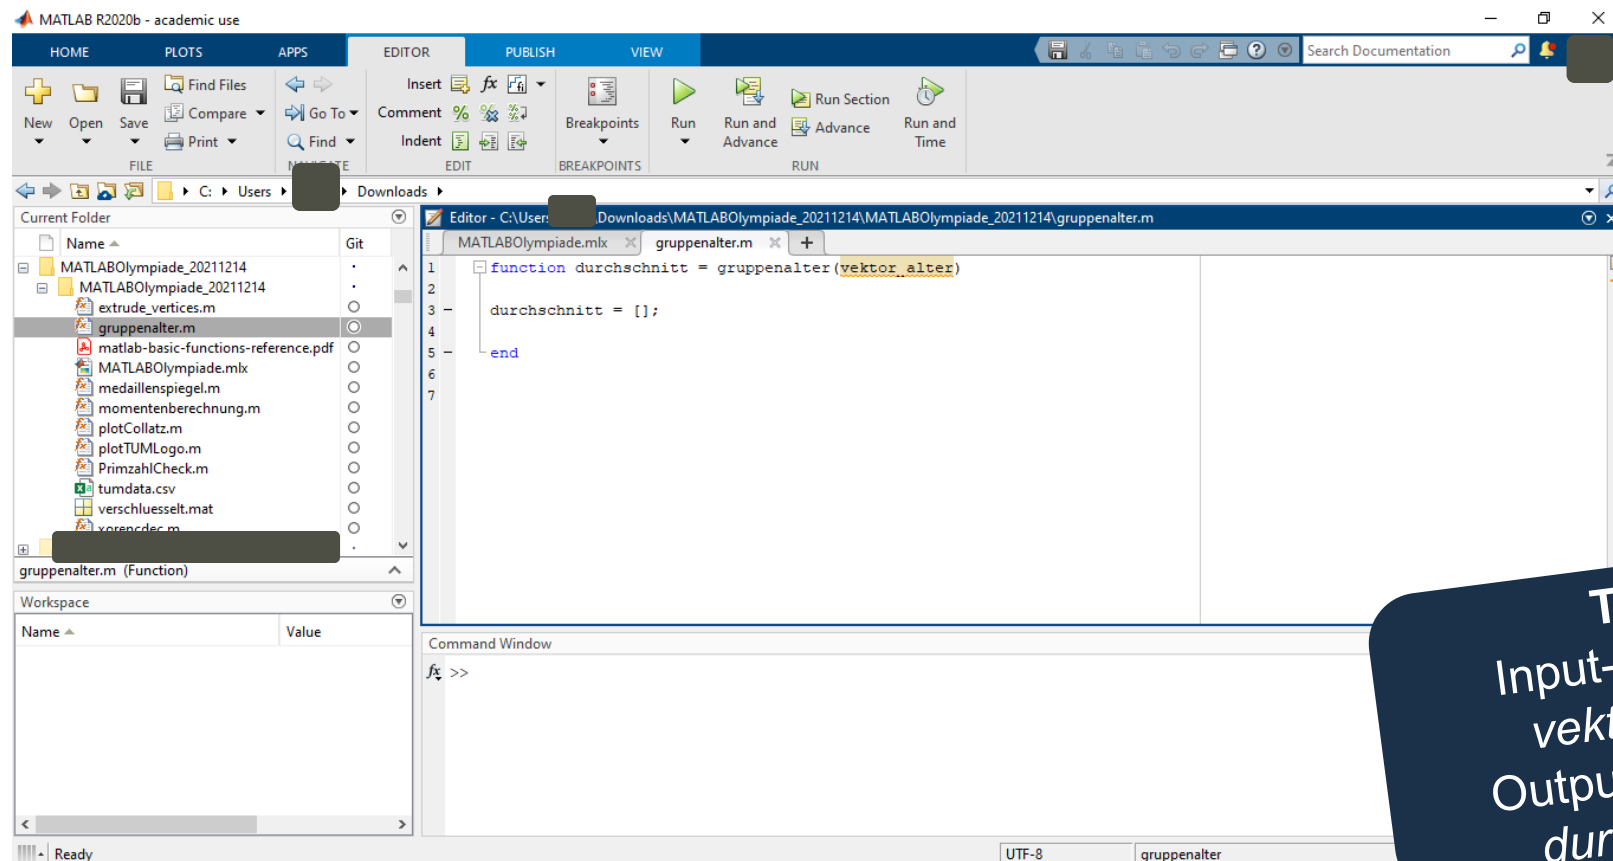 MATLAB R2020b - academic use
HOME PLOTS APPS EDITOR PUBLISH VIEW
Search Documentation
New Open Save
Find Files
Compare
Print
Go To
Find
Insert
Comment
Indent
Breakpoints
Run
Run and Advance
Run Section
Advance
Run and Time
FILE NAVIGATE EDIT BREAKPOINTS RUN
C: Users Downloads
Current Folder
Name Git
MATLABOlympiade_20211214
MATLABOlympiade_20211214
extrude_vertices.m
gruppenalter.m
matlab-basic-functions-reference.pdf
MATLABOlympiade.mlx
medaillenspiegel.m
momentenberechnung.m
plotCollatz.m
plotTUMLogo.m
PrimzahlCheck.m
tumdata.csv
verschluesselt.mat
xorencdec.m
gruppenalter.m (Function)
Workspace
Name Value
Editor - C:\Users \Downloads\MATLABOlympiade_20211214\MATLABOlympiade_20211214\gruppenalter.m
MATLABOlympiade.mlx gruppenalter.m
1 function durchschnitt = gruppenalter(vektor_alter)
2
3 durchschnitt = [];
4
5 end
6
7
Command Window
fx >>
Input-
Ready
UTF-8
gruppenalter